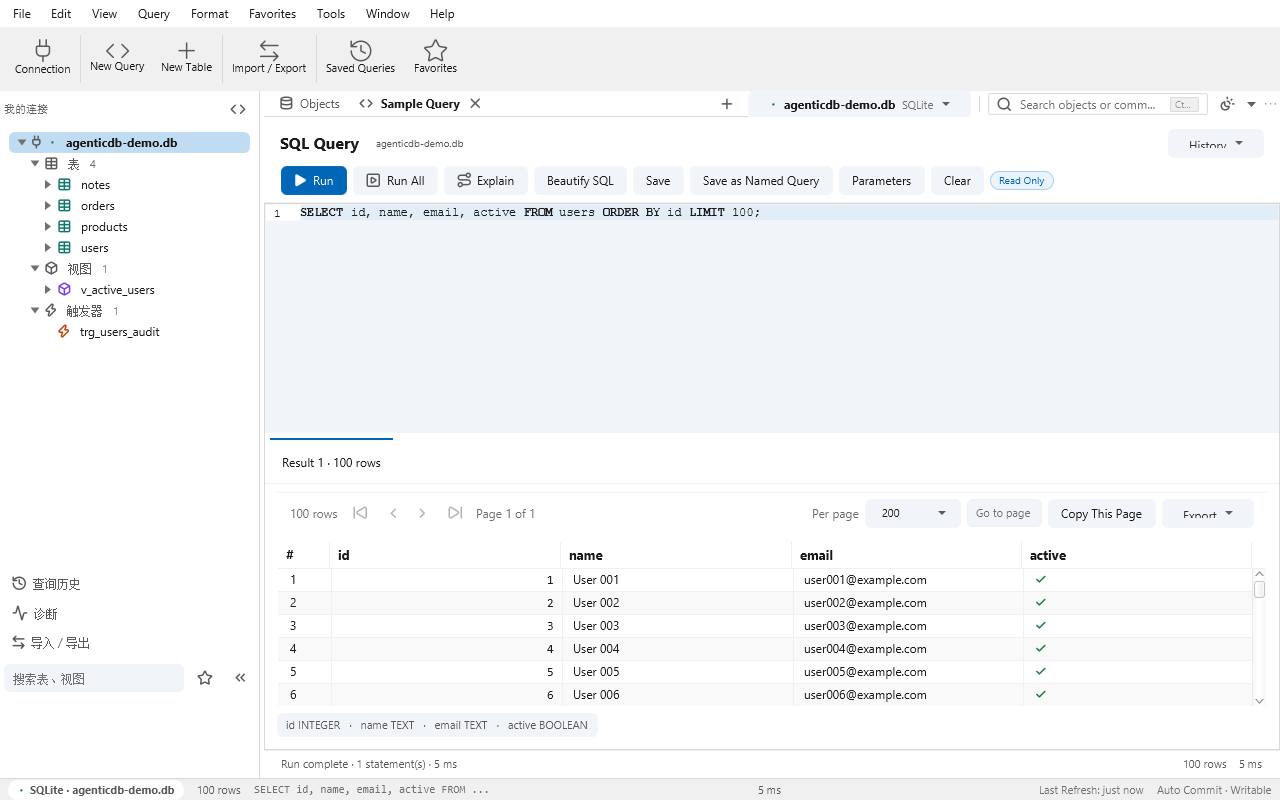 File Edit View Query Format Favorites Tools Window Help
Connection New Query New Table Import / Export Saved Queries Favorites
我的连接
agenticdb-demo.db
表 4
notes
orders
products
users
视图 1
v_active_users
触发器 1
trg_users_audit
查询历史
诊断
导入 / 导出
搜索表、视图
Objects Sample Query
agenticdb-demo.db SQLite
Search objects or comm... Ct...
SQL Query agenticdb-demo.db
History
Run Run All Explain Beautify SQL Save Save as Named Query Parameters Clear Read Only
1 SELECT id, name, email, active FROM users ORDER BY id LIMIT 100;
Result 1 · 100 rows
100 rows Page 1 of 1 Per page 200 Go to page Copy This Page Export
# id name email active
1 1 User 001 user001@example.com
2 2 User 002 user002@example.com
3 3 User 003 user003@example.com
4 4 User 004 user004@example.com
5 5 User 005 user005@example.com
6 6 User 006 user006@example.com
id INTEGER · name TEXT · email TEXT · active BOOLEAN
Run complete · 1 statement(s) · 5 ms 100 rows 5 ms
· SQLite · agenticdb-demo.db 100 rows SELECT id, name, email, active FROM ... 5 ms Last Refresh: just now Auto Commit · Writable